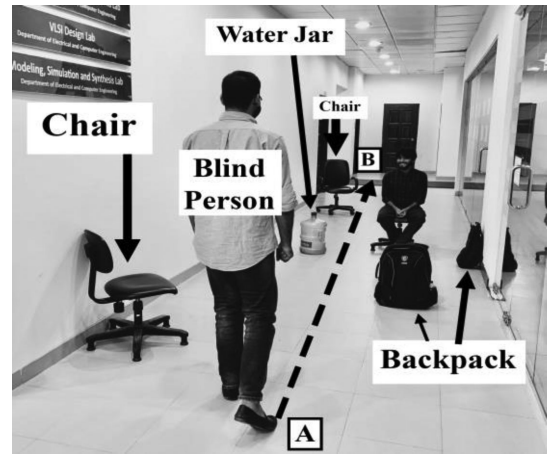 VLSI Design Lab
Department of Electrical and Computer Engineering
Modeling, Simulation and Synthesis Lab
Department of Electrical and Computer Engineering
Water Jar
Chair
Chair
Blind
Person
B
Backpack
A